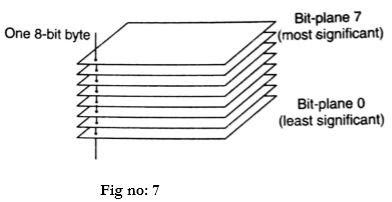 One 8-bit byte
Bit-plane 7
(most significant)
Bit-plane 0
(least significant)
Fig no: 7